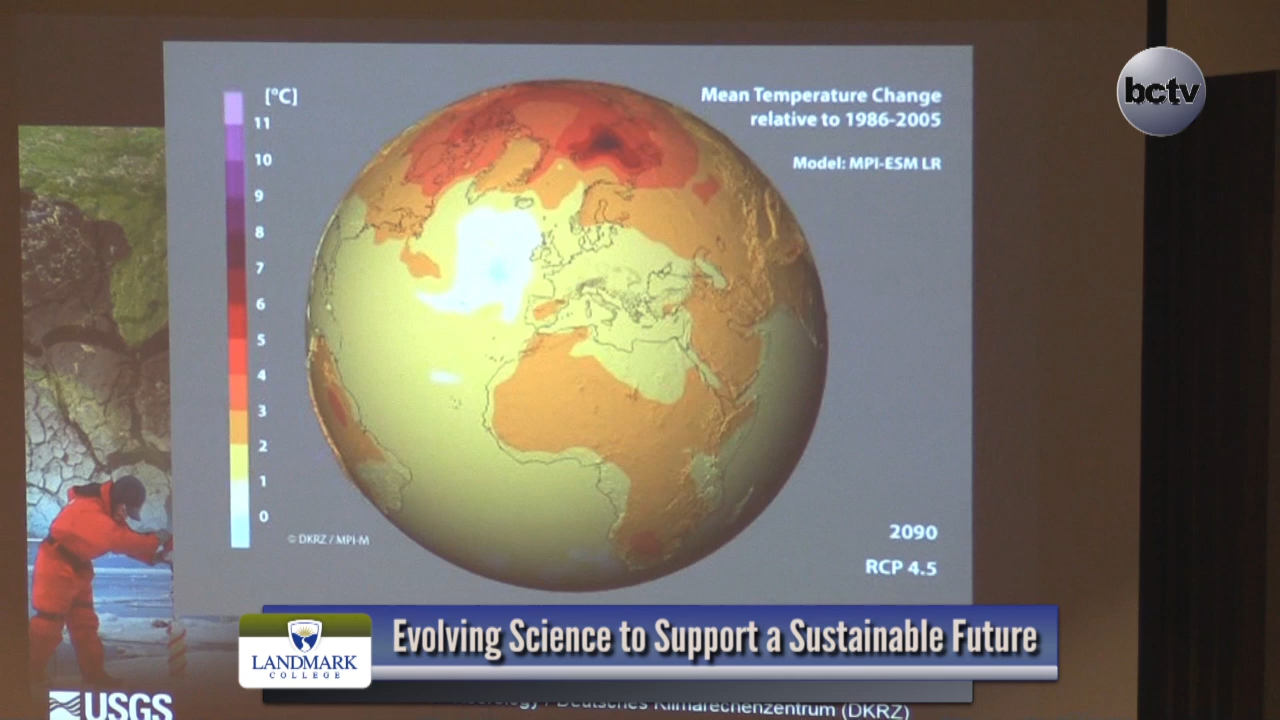 bctv
[°C]
11
10
9
8
7
6
5
4
3
2
1
0
Mean Temperature Change
relative to 1986-2005
Model: MPI-ESM LR
© DKRZ / MPI-M
2090
RCP 4.5
LANDMARK
COLLEGE
Evolving Science to Support a Sustainable Future
USGS
Deutsches Klimarechenzentrum (DKRZ)